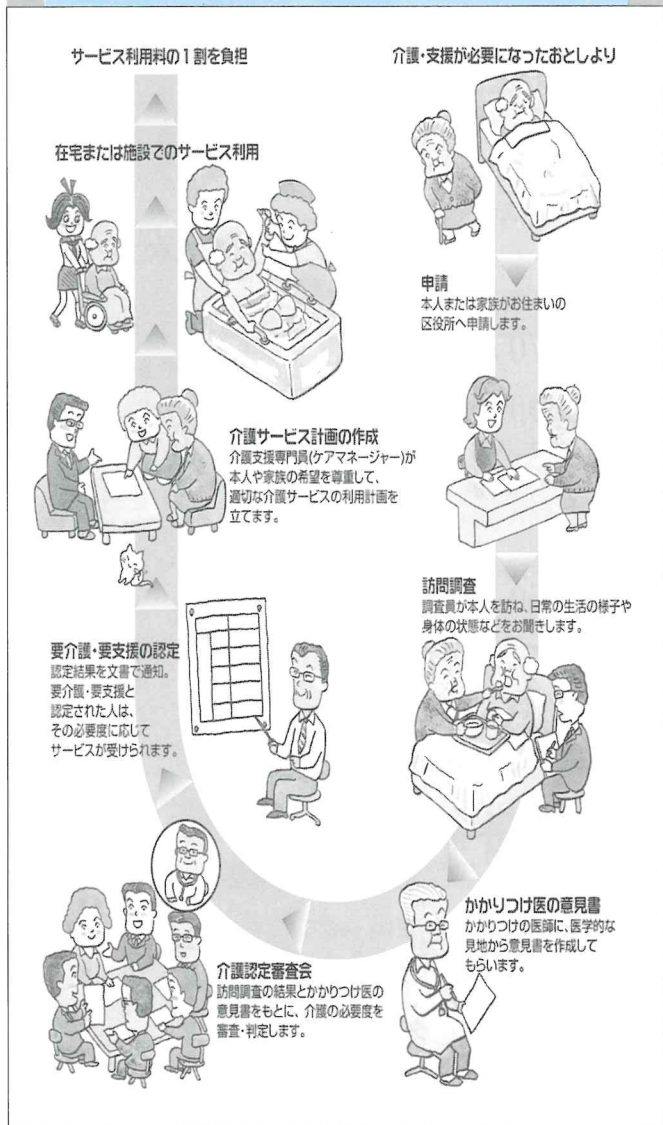 介護・支援が必要になったおとしより
申請
本人または家族がお住まいの
区役所へ申請します。
訪問調査
調査員が本人を訪ね、日常の生活の様子や
身体の状態などをお聞きします。
かかりつけ医の意見書
かかりつけの医師に、医学的な
見地から意見書を作成して
もらいます。
介護認定審査会
訪問調査の結果とかかりつけ医の
意見書をもとに、介護の必要度を
審査・判定します。
要介護・要支援の認定
認定結果を文書で通知。
要介護・要支援と
認定された人は、
その必要度に応じて
サービスが受けられます。
介護サービス計画の作成
介護支援専門員(ケアマネージャー)が
本人や家族の希望を尊重して、
適切な介護サービスの利用計画を
立てます。
在宅または施設でのサービス利用
サービス利用料の1割を負担